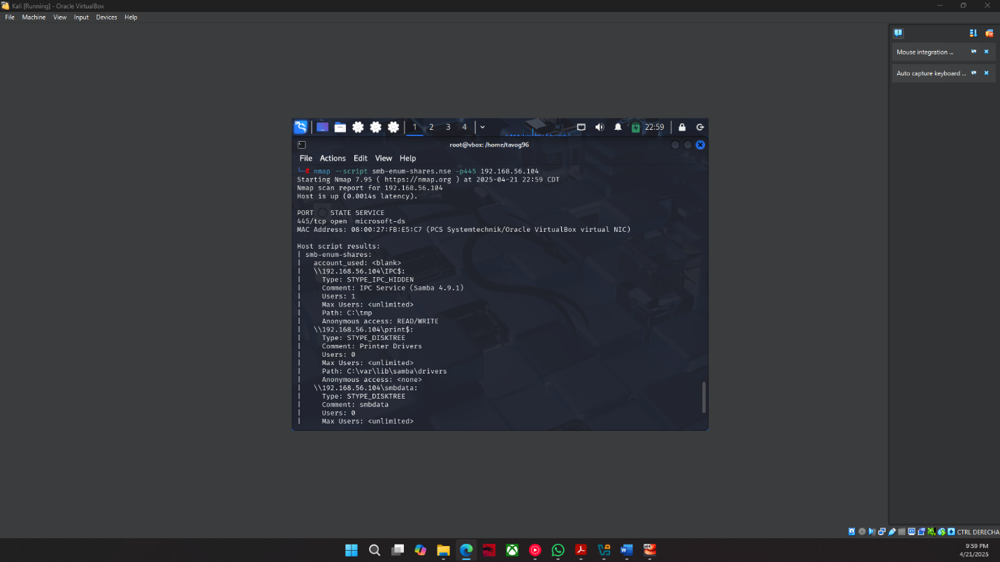 Kali [Running] - Oracle VirtualBox
File Machine View Input Devices Help
Mouse integration ...
Auto capture keyboard ...
1 2 3 4
22:59
root@vbox: /home/tavog96
File Actions Edit View Help
└─# nmap --script smb-enum-shares.nse -p445 192.168.56.104
Starting Nmap 7.95 ( https://nmap.org ) at 2025-04-21 22:59 CDT
Nmap scan report for 192.168.56.104
Host is up (0.0014s latency).
PORT STATE SERVICE
445/tcp open microsoft-ds
MAC Address: 08:00:27:FB:E5:C7 (PCS Systemtechnik/Oracle VirtualBox virtual NIC)
Host script results:
| smb-enum-shares:
| account_used: <blank>
| \\192.168.56.104\IPC$:
| Type: STYPE_IPC_HIDDEN
| Comment: IPC Service (Samba 4.9.1)
| Users: 1
| Max Users: <unlimited>
| Path: C:\tmp
| Anonymous access: READ/WRITE
| \\192.168.56.104\print$:
| Type: STYPE_DISKTREE
| Comment: Printer Drivers
| Users: 0
| Max Users: <unlimited>
| Path: C:\var\lib\samba\drivers
| Anonymous access: <none>
| \\192.168.56.104\smbdata:
| Type: STYPE_DISKTREE
| Comment: smbdata
| Users: 0
| Max Users: <unlimited>
CTRL DERECHA
9:59 PM
4/21/2025